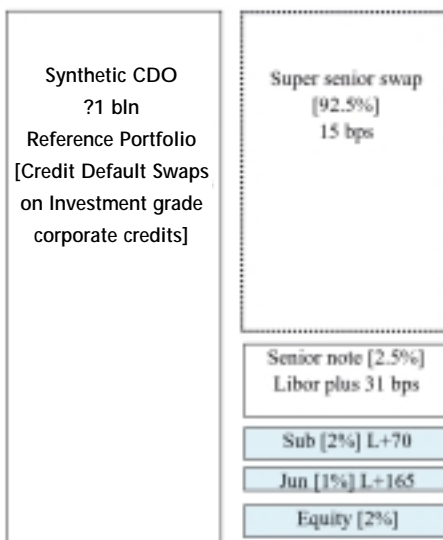 Synthetic CDO
?1 bln
Reference Portfolio
[Credit Default Swaps
on Investment grade
corporate credits]
Super senior swap
[92.5%]
15 bps
Senior note [2.5%]
Libor plus 31 bps
Sub [2%] L+70
Jun [1%] L+165
Equity [2%]